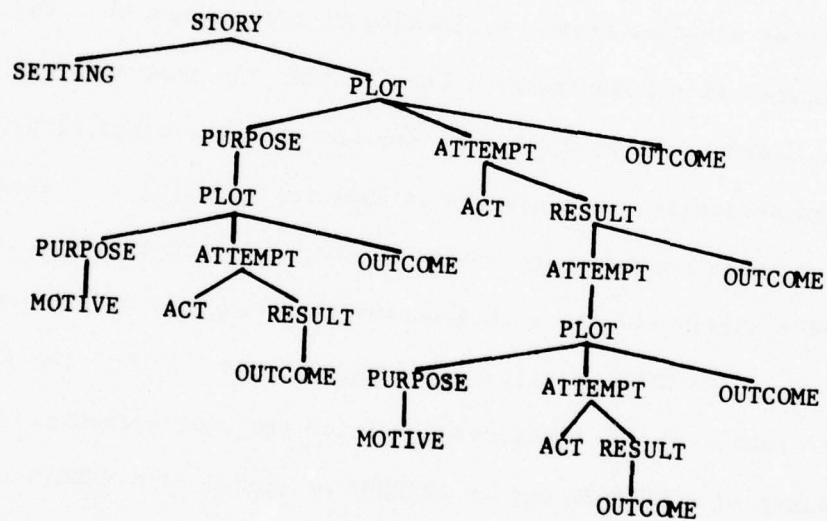 STORY
SETTING PLOT
PURPOSE ATTEMPT OUTCOME
PLOT ACT RESULT
PURPOSE ATTEMPT OUTCOME ATTEMPT OUTCOME
MOTIVE ACT RESULT PLOT
OUTCOME PURPOSE ATTEMPT OUTCOME
MOTIVE ACT RESULT
OUTCOME